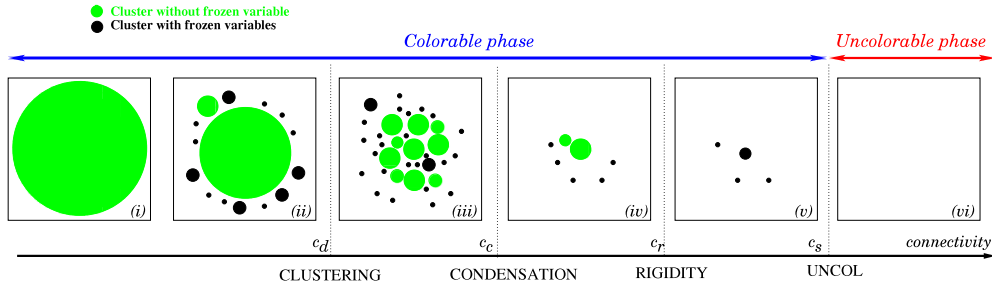 Cluster without frozen variable
Cluster with frozen variables
Colorable phase
Uncolorable phase
(i)
(ii)
(iii)
(iv)
(v)
(vi)
c_d
c_c
c_r
c_s
connectivity
CLUSTERING
CONDENSATION
RIGIDITY
UNCOL